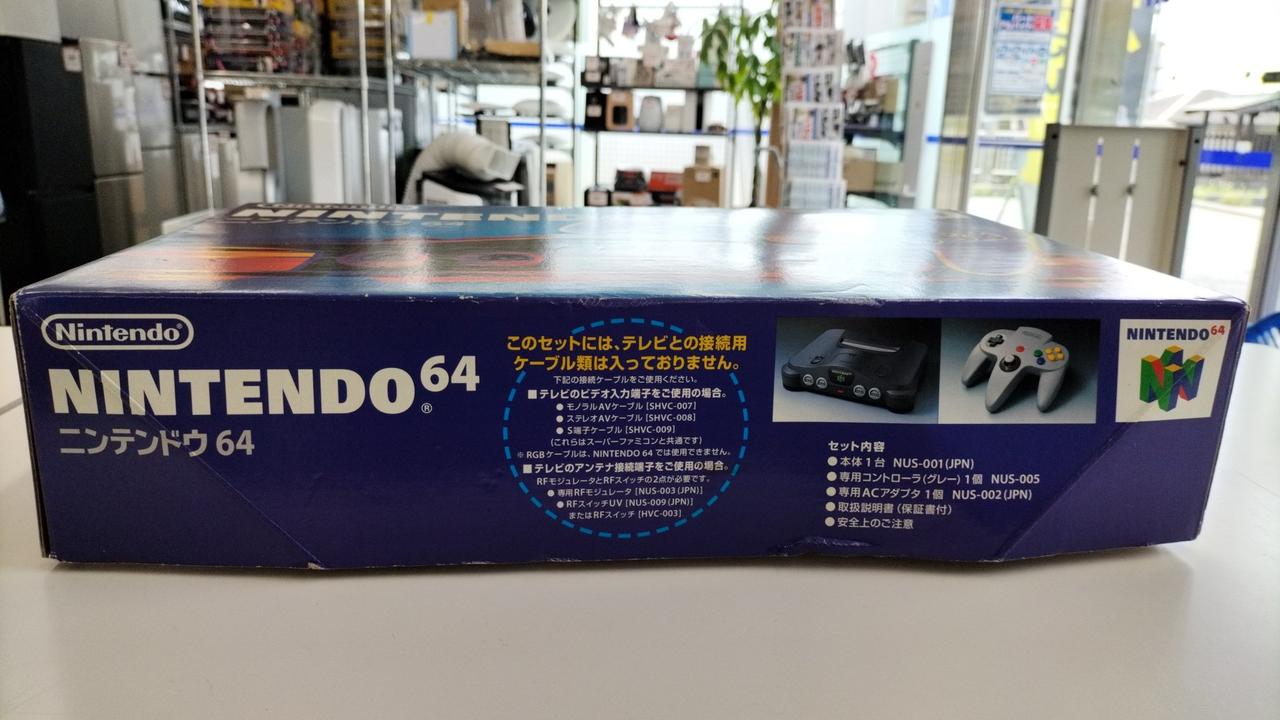 NINTEN
Nintendo®
NINTENDO64®
ニンテンドウ64
このセットには、テレビとの接続用
ケーブル類は入っておりません。
下記の接続ケーブルをご使用ください。
■テレビのビデオ入力端子をご使用の場合。
●モノラルAVケーブル[SHVC-007]
●ステレオAVケーブル[SHVC-008]
●S端子ケーブル[SHVC-009]
(これらはスーパーファミコンと共通です)
※RGBケーブルは、NINTENDO64では使用できません。
■テレビのアンテナ接続端子をご使用の場合。
RFモジュレータとRFスイッチの2点が必要です。
●専用RFモジュレータ[NUS-003(JPN)]
●RFスイッチUV[NUS-009(JPN)]
またはRFスイッチ[HVC-003]
セット内容
●本体1台 NUS-001(JPN)
●専用コントローラ(グレー)1個 NUS-005
●専用ACアダプタ1個 NUS-002(JPN)
●取扱説明書(保証書付)
●安全上のご注意
NINTENDO64